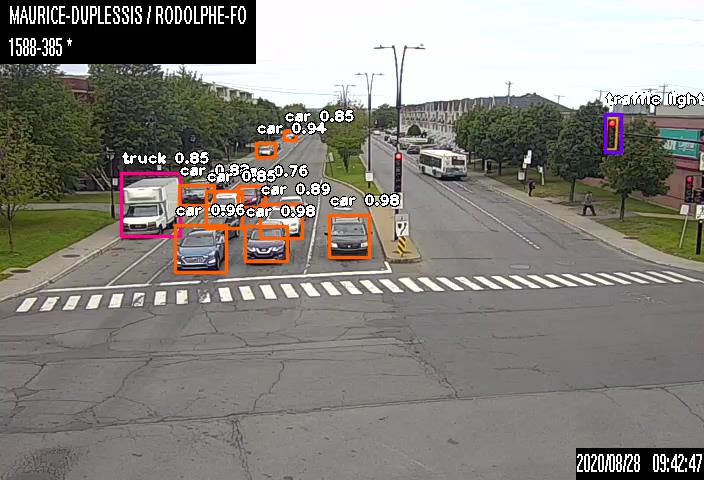 MAURICE-DUPLESSIS / RODOLPHE-FO
1588-385 *
car 0.85
car 0.94
traffic light
truck 0.85
0.76
car 0.89
car 0.96
car 0.98
car 0.98
2020/08/28 09:42:47